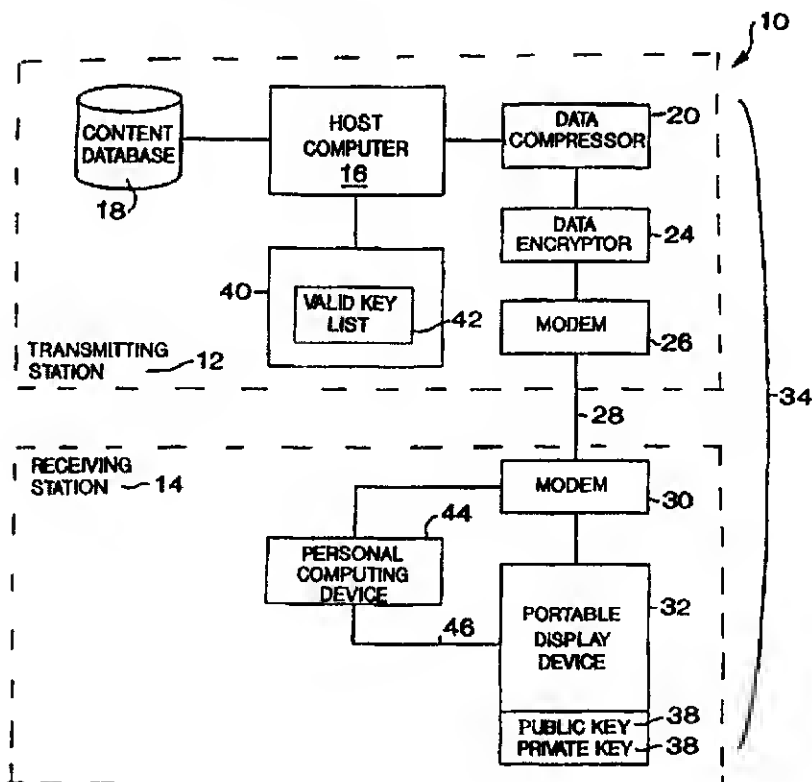 10
CONTENT
DATABASE
18
HOST
COMPUTER
16
DATA
COMPRESSOR
20
DATA
ENCRYPTOR
24
40
VALID KEY
LIST
42
MODEM
26
TRANSMITTING
STATION
12
28
34
RECEIVING
STATION
14
MODEM
30
44
PERSONAL
COMPUTING
DEVICE
46
PORTABLE
DISPLAY
DEVICE
32
PUBLIC KEY
38
PRIVATE KEY
38